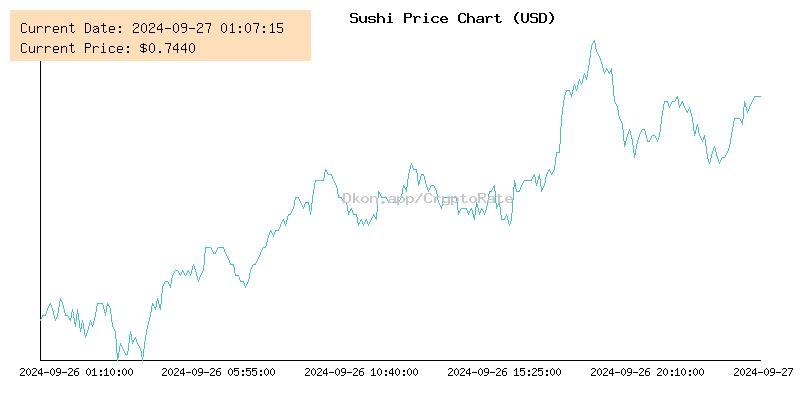 Sushi Price Chart (USD)
Current Date: 2024-09-27 01:07:15
Current Price: $0.7440
Dkon.app/CryptoRate
2024-09-26 01:10:00 2024-09-26 05:55:00 2024-09-26 10:40:00 2024-09-26 15:25:00 2024-09-26 20:10:00 2024-09-27